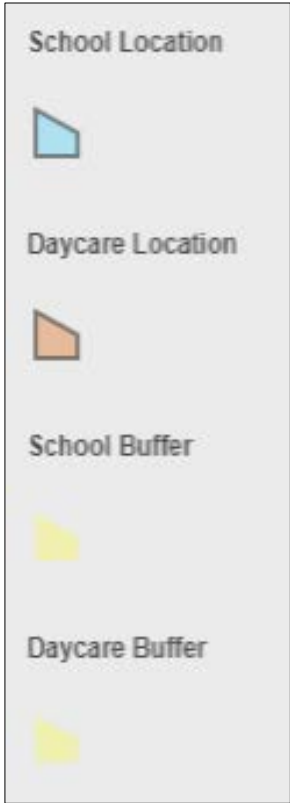 School Location
Daycare Location
School Buffer
Daycare Buffer